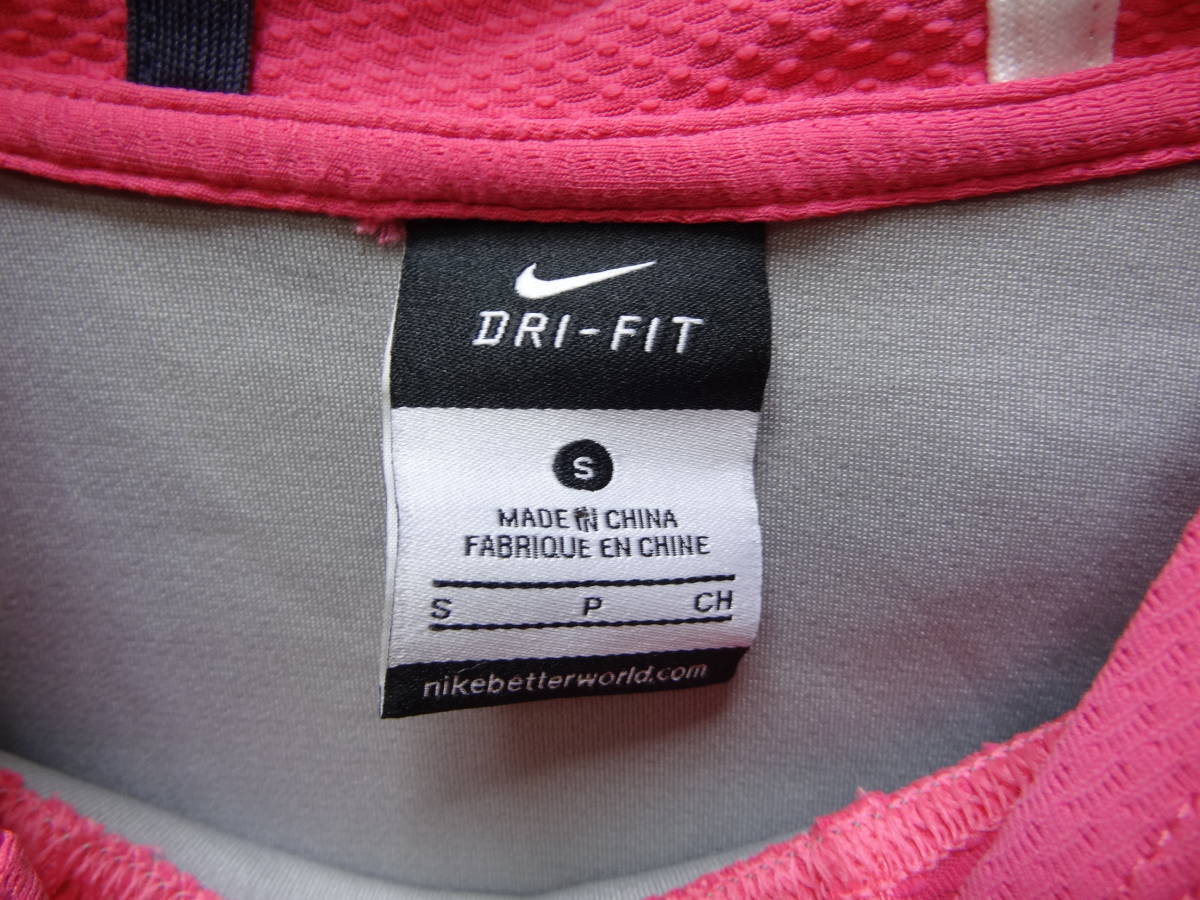 DRI-FIT
S
MADE IN CHINA
FABRIQUE EN CHINE
S P CH
nikebetterworld.com